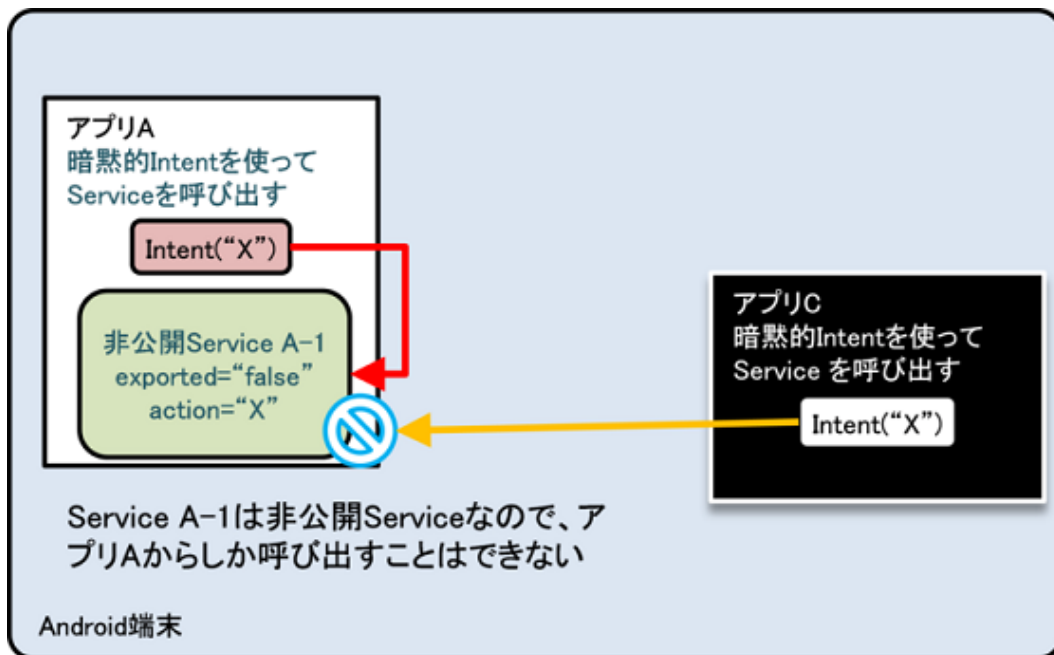 アプリA
暗黙的Intentを使って
Serviceを呼び出す
Intent(“X”)
非公開Service A-1
exported=“false”
action=“X”
アプリC
暗黙的Intentを使って
Service を呼び出す
Intent(“X”)
Service A-1は非公開Serviceなので、ア
プリAからしか呼び出すことはできない
Android端末